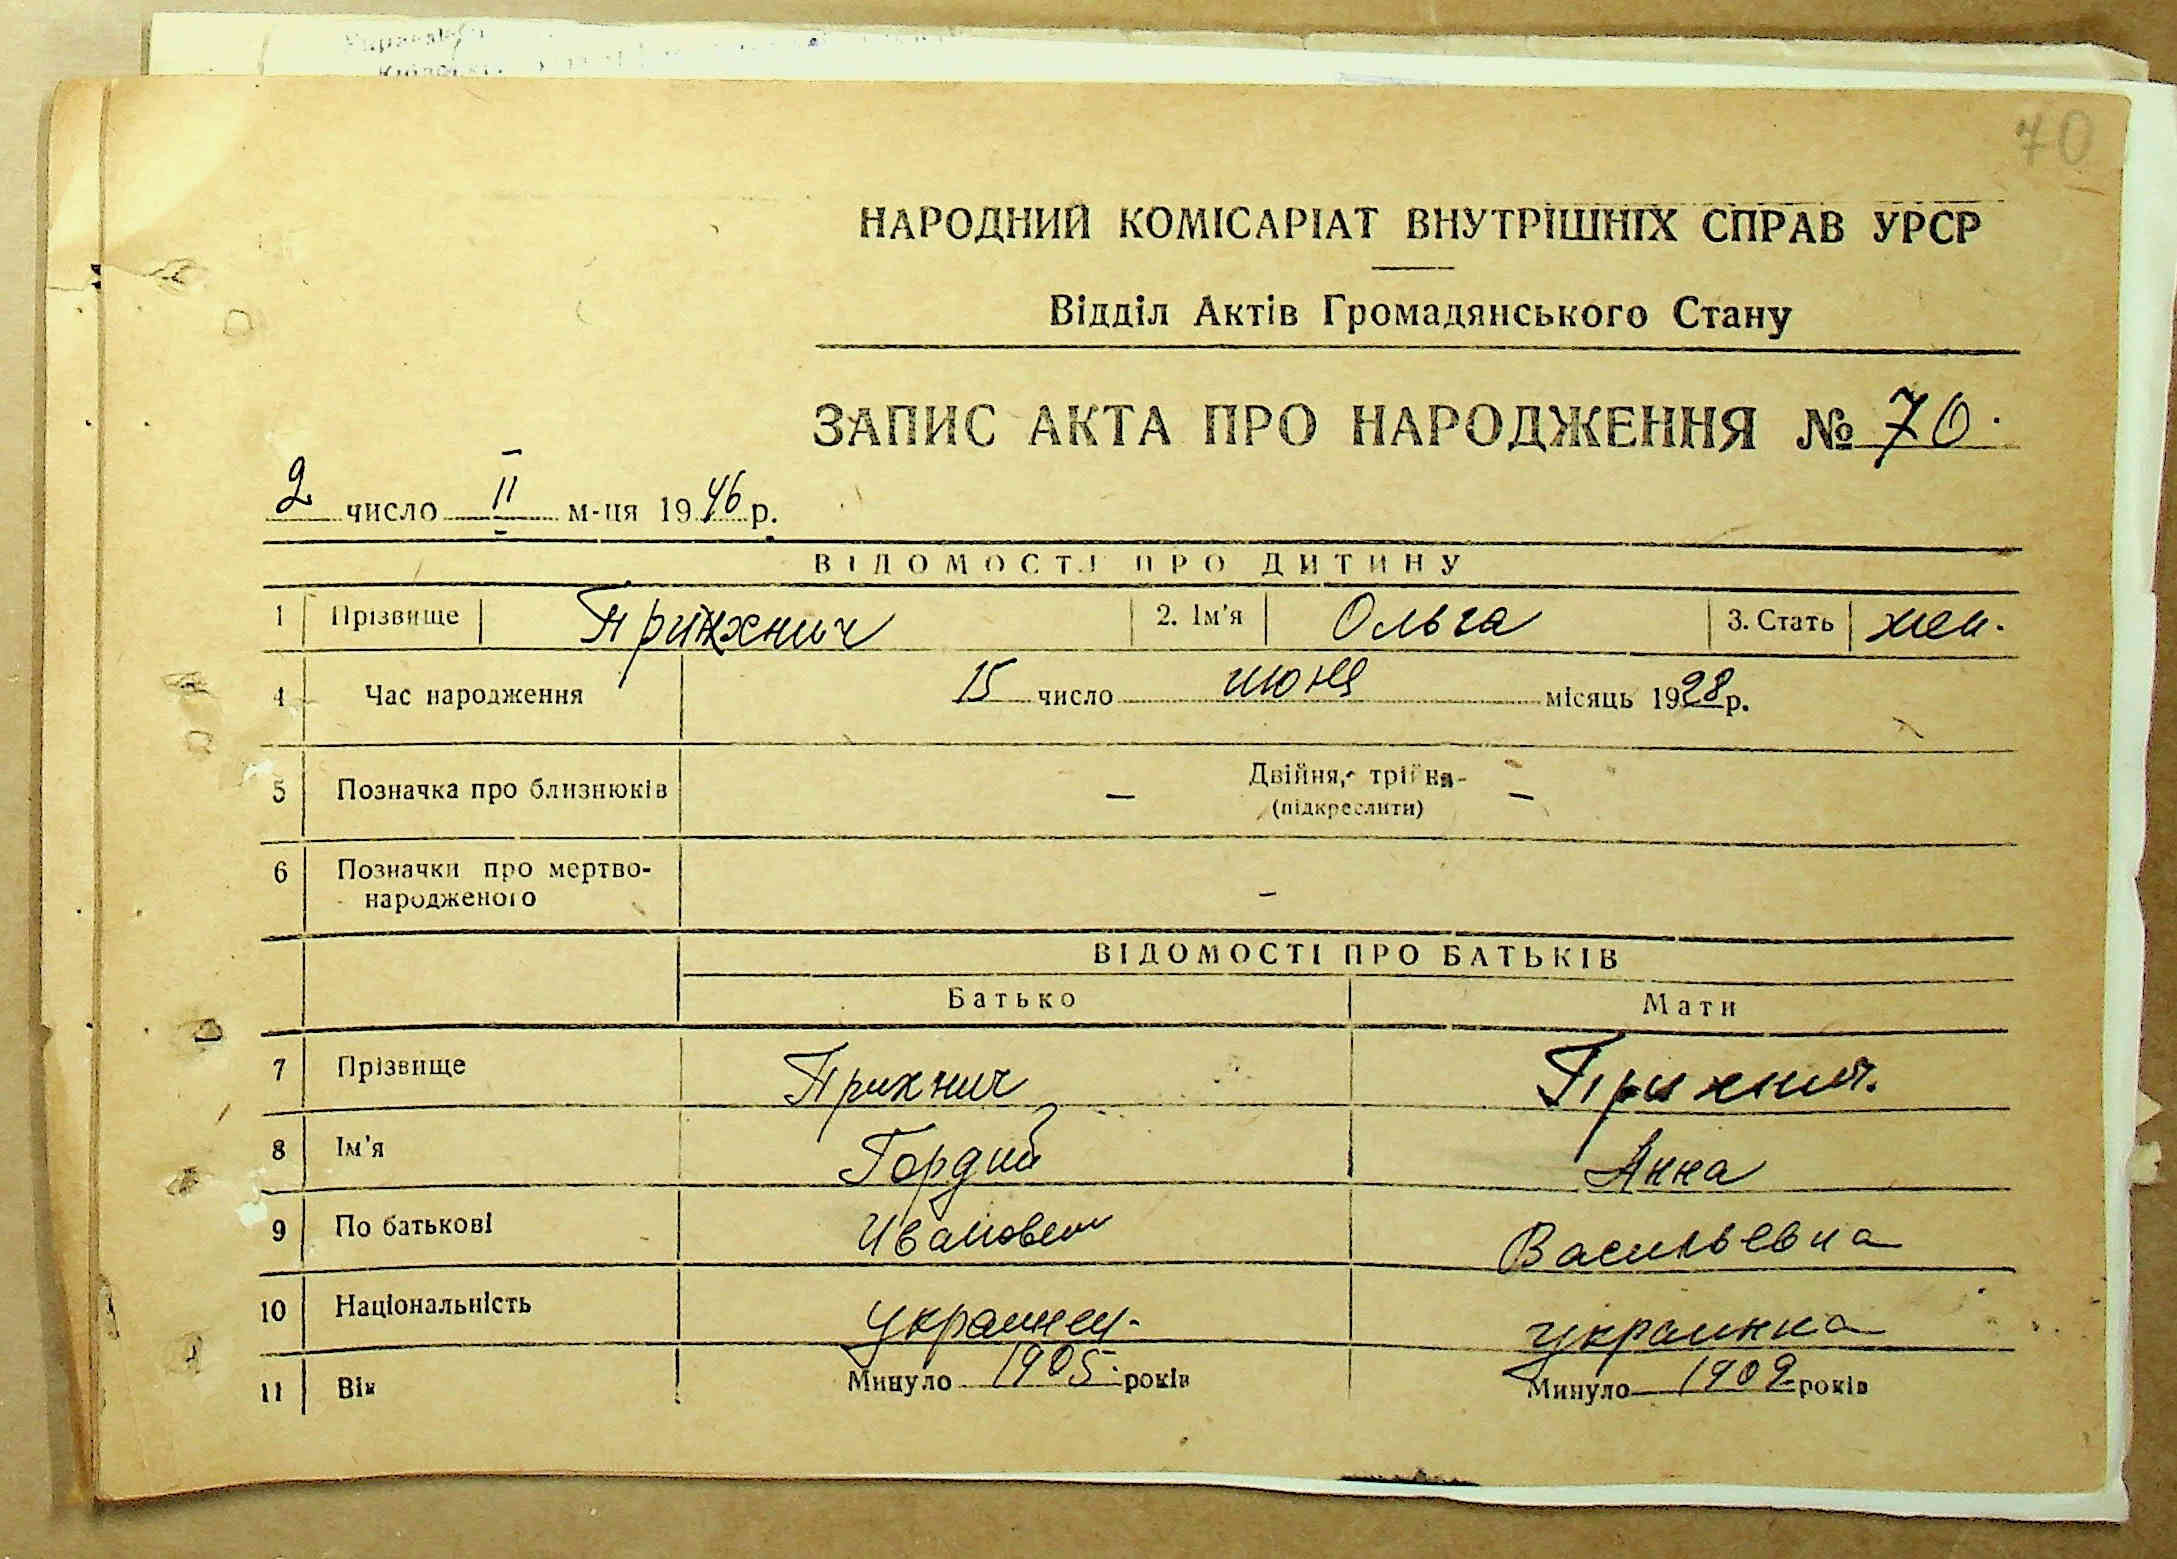 70
НАРОДНИЙ КОМІСАРІАТ ВНУТРІШНІХ СПРАВ УРСР
Відділ Актів Громадянського Стану
ЗАПИС АКТА ПРО НАРОДЖЕННЯ № 70.
2 число II м-ця 1946 р.
ВІДОМОСТІ ПРО ДИТИНУ
1 Прізвище Прихнич 2. Ім'я Ольга 3. Стать жен.
4 Час народження 15 число июня місяць 1928 р.
5 Позначка про близнюків — Двійня, трійня —
(підкреслити)
6 Позначки про мертво-
народженого –
ВІДОМОСТІ ПРО БАТЬКІВ
Батько Мати
7 Прізвище Прихнич Прихнич.
8 Ім'я Гордий Анна
9 По батькові Иванович Васильевна
10 Національність украинец. украинка
11 Вік Минуло 1905 років Минуло 1902 років